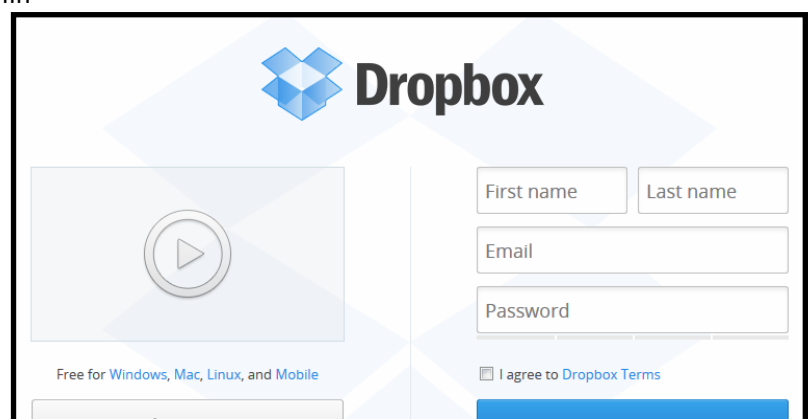 Dropbox
First name Last name
Email
Password
Free for Windows, Mac, Linux, and Mobile
I agree to Dropbox Terms